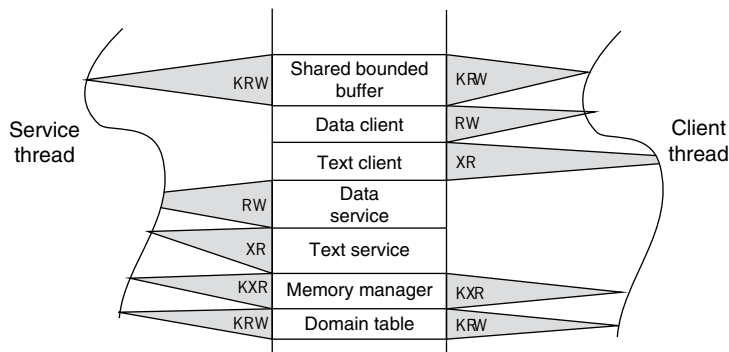 KRW
Shared bounded
buffer
KRW
Service
thread
Data client
RW
Client
thread
Text client
XR
RW
Data
service
XR
Text service
KXR
Memory manager
KXR
KRW
Domain table
KRW